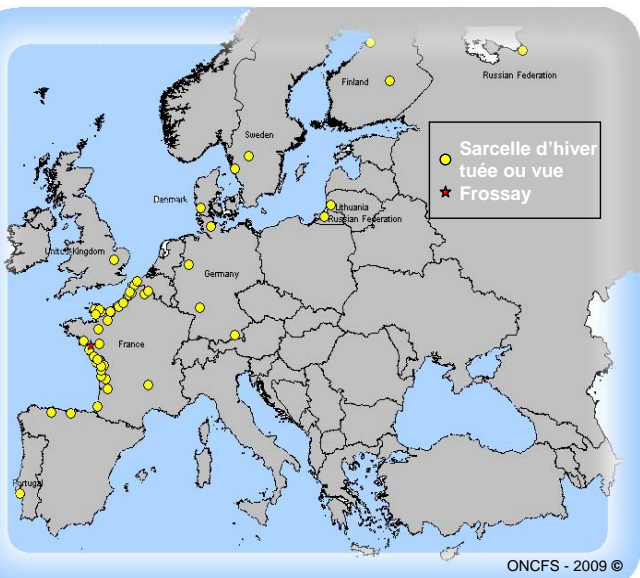 Finland
Russian Federation
Sweden
Sarcelle d'hiver
tuée ou vue
Frossay
Denmark
Lithuania
Russian Federation
United Kingdom
Germany
France
Portugal
ONCFS - 2009 ©